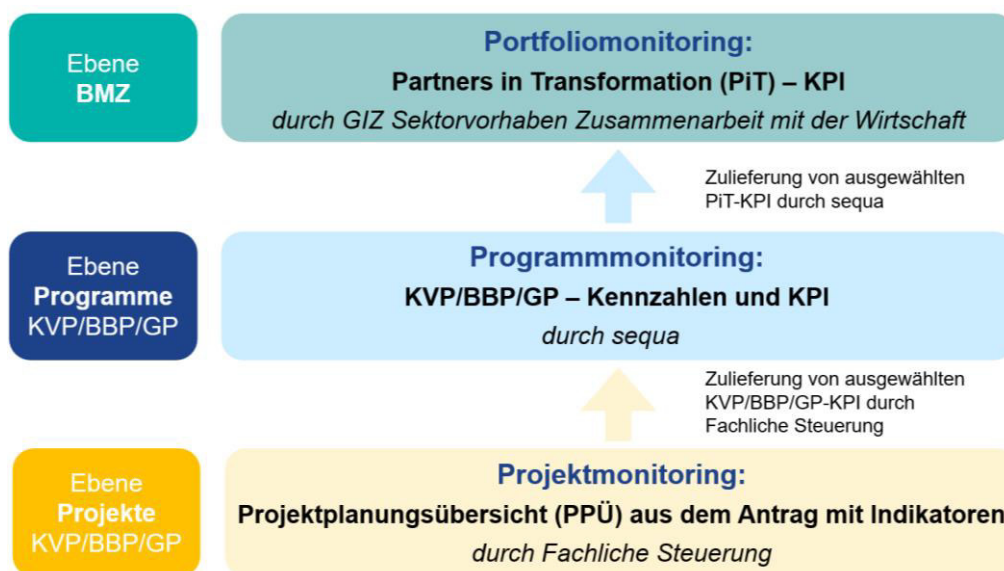 Ebene
BMZ
Portfoliomonitoring:
Partners in Transformation (PiT) – KPI
durch GIZ Sektorvorhaben Zusammenarbeit mit der Wirtschaft
Zulieferung von ausgewählten
PiT-KPI durch sequa
Ebene
Programme
KVP/BBP/GP
Programmmonitoring:
KVP/BBP/GP – Kennzahlen und KPI
durch sequa
Zulieferung von ausgewählten
KVP/BBP/GP-KPI durch
Fachliche Steuerung
Ebene
Projekte
KVP/BBP/GP
Projektmonitoring:
Projektplanungsübersicht (PPÜ) aus dem Antrag mit Indikatoren
durch Fachliche Steuerung